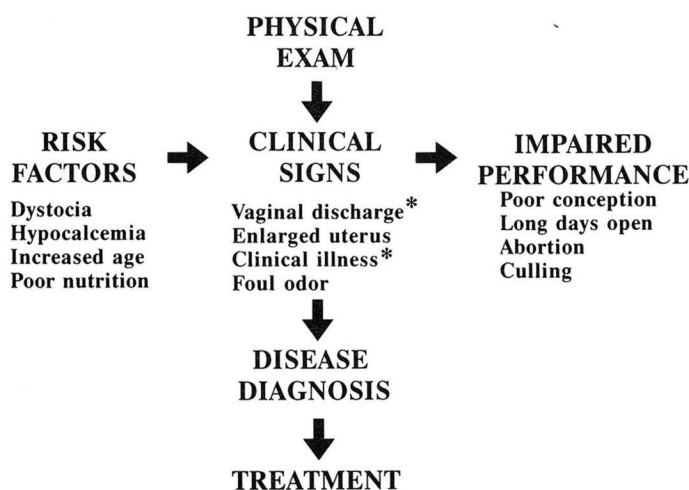 PHYSICAL
EXAM
RISK
FACTORS
Dystocia
Hypocalcemia
Increased age
Poor nutrition
CLINICAL
SIGNS
Vaginal discharge*
Enlarged uterus
Clinical illness*
Foul odor
IMPAIRED
PERFORMANCE
Poor conception
Long days open
Abortion
Culling
DISEASE
DIAGNOSIS
TREATMENT